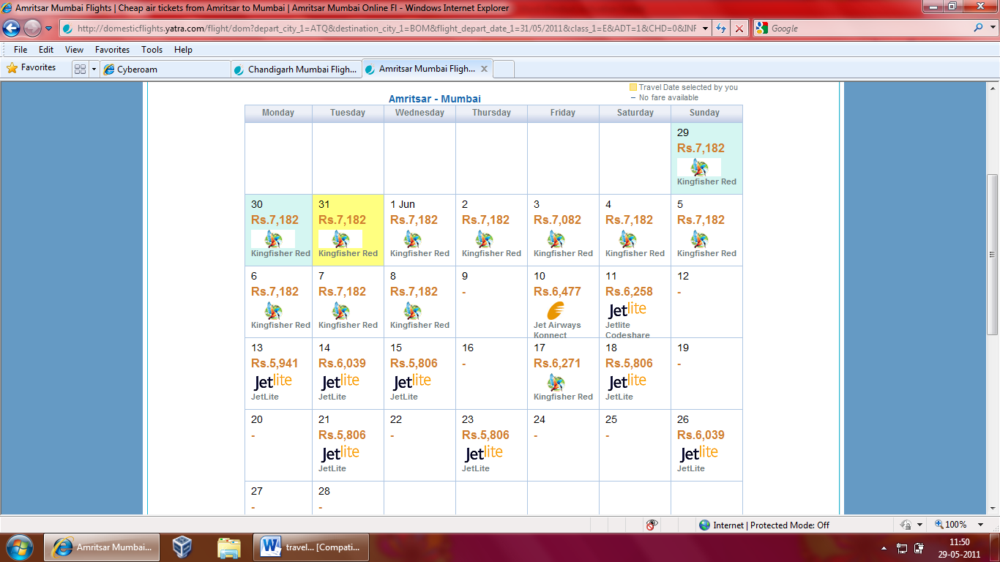 Amritsar Mumbai Flights | Cheap air tickets from Amritsar to Mumbai | Amritsar Mumbai Online Fl - Windows Internet Explorer
http://domesticflights.yatra.com/flight/dom?depart_city_1=ATQ&destination_city_1=BOM&flight_depart_date_1=31/05/2011&class_1=E&ADT=1&CHD=0&INF Google
File Edit View Favorites Tools Help
Favorites Cyberoam Chandigarh Mumbai Fligh... Amritsar Mumbai Fligh...
Travel Date selected by you
– No fare available
Amritsar - Mumbai
Monday Tuesday Wednesday Thursday Friday Saturday Sunday
29
Rs.7,182
Kingfisher Red
30 31 1 Jun 2 3 4 5
Rs.7,182 Rs.7,182 Rs.7,182 Rs.7,182 Rs.7,082 Rs.7,182 Rs.7,182
Kingfisher Red Kingfisher Red Kingfisher Red Kingfisher Red Kingfisher Red Kingfisher Red Kingfisher Red
6 7 8 9 10 11 12
Rs.7,182 Rs.7,182 Rs.7,182 - Rs.6,477 Rs.6,258 -
Jetlite
Kingfisher Red Kingfisher Red Kingfisher Red Jet Airways Jetlite
Konnect Codeshare
13 14 15 16 17 18 19
Rs.5,941 Rs.6,039 Rs.5,806 - Rs.6,271 Rs.5,806 -
Jetlite Jetlite Jetlite Jetlite
JetLite JetLite JetLite Kingfisher Red JetLite
20 21 22 23 24 25 26
- Rs.5,806 - Rs.5,806 - - Rs.6,039
Jetlite Jetlite Jetlite
JetLite JetLite JetLite
27 28
- -
Internet | Protected Mode: Off 100%
Amritsar Mumbai... travel... [Compati... 11:50
29-05-2011